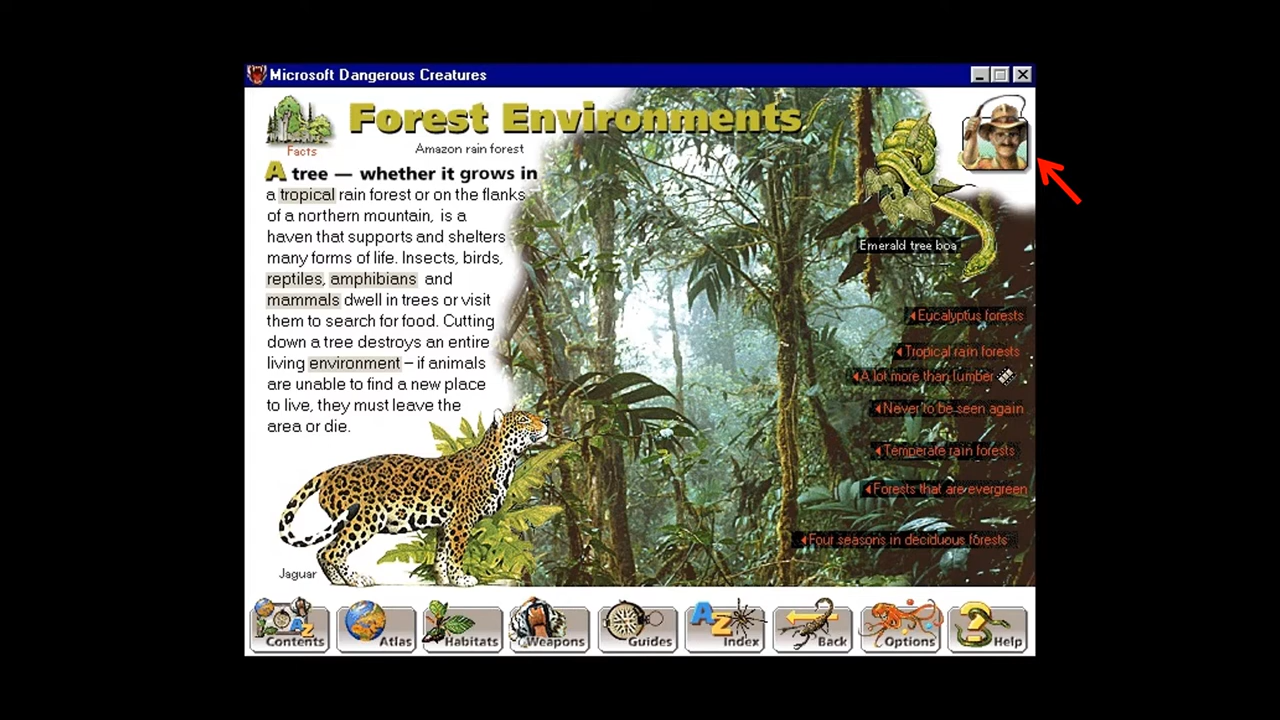 Microsoft Dangerous Creatures
Forest Environments
Facts
Amazon rain forest
A tree — whether it grows in
a tropical rain forest or on the flanks
of a northern mountain, is a
haven that supports and shelters
many forms of life. Insects, birds,
reptiles, amphibians and
mammals dwell in trees or visit
them to search for food. Cutting
down a tree destroys an entire
living environment – if animals
are unable to find a new place
to live, they must leave the
area or die.
Jaguar
Emerald tree boa
Eucalyptus forests
Tropical rain forests
A lot more than lumber
Never to be seen again
Temperate rain forests
Forests that are evergreen
Four seasons in deciduous forests
Contents
Atlas
Habitats
Weapons
Guides
A Z
Index
Back
Options
?
Help